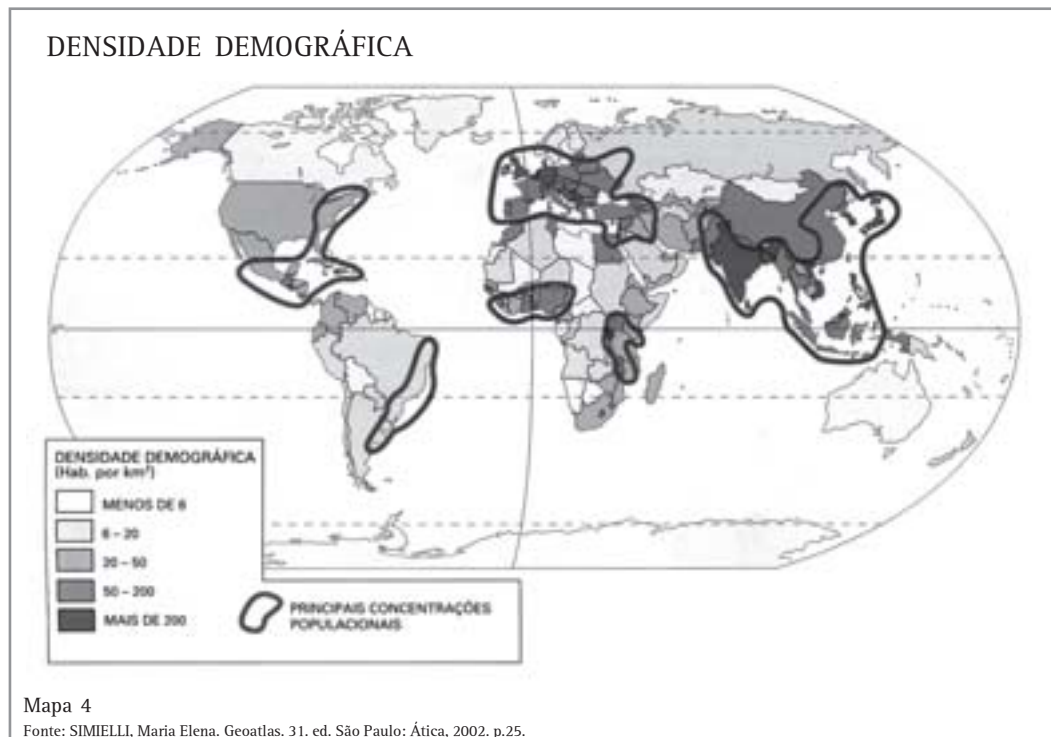 DENSIDADE DEMOGRÁFICA
DENSIDADE DEMOGRÁFICA
(Hab. por km²)
MENOS DE 6
6 – 20
20 – 50
50 – 200
MAIS DE 200
PRINCIPAIS CONCENTRAÇÕES
POPULACIONAIS
Mapa 4
Fonte: SIMIELLI, Maria Elena. Geoatlas. 31. ed. São Paulo: Ática, 2002. p.25.